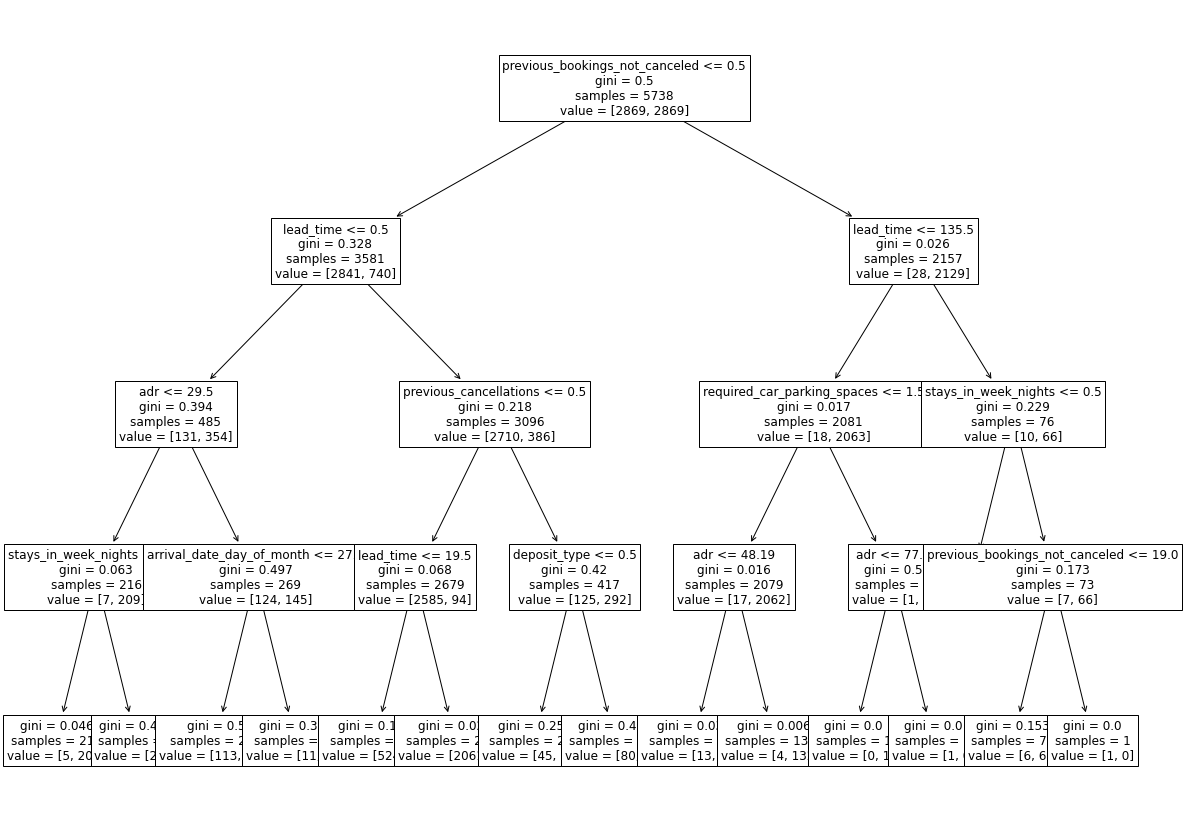 previous_bookings_not_canceled <= 0.5
gini = 0.5
samples = 5738
value = [2869, 2869]
lead_time <= 0.5
gini = 0.328
samples = 3581
value = [2841, 740]
lead_time <= 135.5
gini = 0.026
samples = 2157
value = [28, 2129]
adr <= 29.5
gini = 0.394
samples = 485
value = [131, 354]
previous_cancellations <= 0.5
gini = 0.218
samples = 3096
value = [2710, 386]
required_car_parking_spaces <= 1.5
gini = 0.017
samples = 2081
value = [18, 2063]
stays_in_week_nights <= 0.5
gini = 0.229
samples = 76
value = [10, 66]
stays_in_week_nights
gini = 0.063
samples = 216
value = [7, 209]
arrival_date_day_of_month <= 27
gini = 0.497
samples = 269
value = [124, 145]
lead_time <= 19.5
gini = 0.068
samples = 2679
value = [2585, 94]
deposit_type <= 0.5
gini = 0.42
samples = 417
value = [125, 292]
adr <= 48.19
gini = 0.016
samples = 2079
value = [17, 2062]
adr <= 77.
gini = 0.5
samples =
value = [1,
previous_bookings_not_canceled <= 19.0
gini = 0.173
samples = 73
value = [7, 66]
gini = 0.046
samples = 21
value = [5, 20
gini = 0.4
samples =
value = [2
gini = 0.5
samples = 2
value = [113,
gini = 0.3
samples =
value = [11
gini = 0.1
samples =
value = [524
gini = 0.0
samples = 2
value = [206
gini = 0.25
samples = 2
value = [45,
gini = 0.4
samples =
value = [80
gini = 0.0
samples =
value = [13,
gini = 0.006
samples = 13
value = [4, 13
gini = 0.0
samples = 1
value = [0, 1
gini = 0.0
samples =
value = [1,
gini = 0.153
samples = 7
value = [6, 6
gini = 0.0
samples = 1
value = [1, 0]